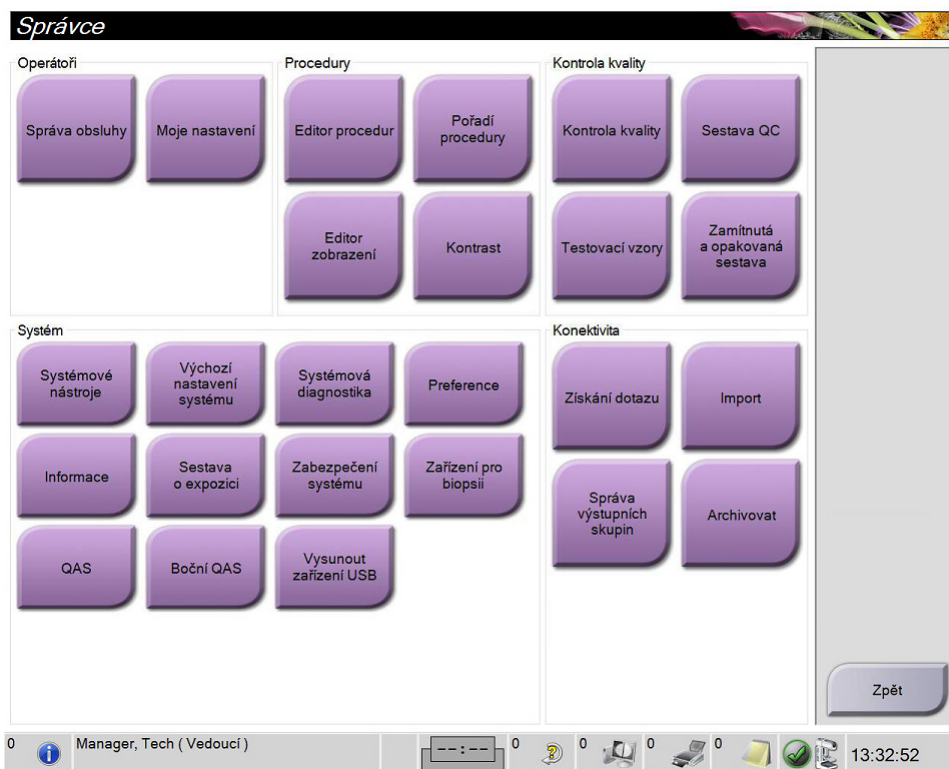 Správce
Operátoři
Správa obsluhy
Moje nastavení
Procedury
Editor procedur
Pořadí
procedury
Editor
zobrazení
Kontrast
Kontrola kvality
Kontrola kvality
Sestava QC
Testovací vzory
Zamítnutá
a opakovaná
sestava
Systém
Systémové
nástroje
Výchozí
nastavení
systému
Systémová
diagnostika
Preference
Informace
Sestava
o expozici
Zabezpečení
systému
Zařízení pro
biopsii
QAS
Boční QAS
Vysunout
zařízení USB
Konektivita
Získání dotazu
Import
Správa
výstupních
skupin
Archivovat
Zpět
0
Manager, Tech ( Vedoucí )
--:--
0
0
0
0
13:32:52